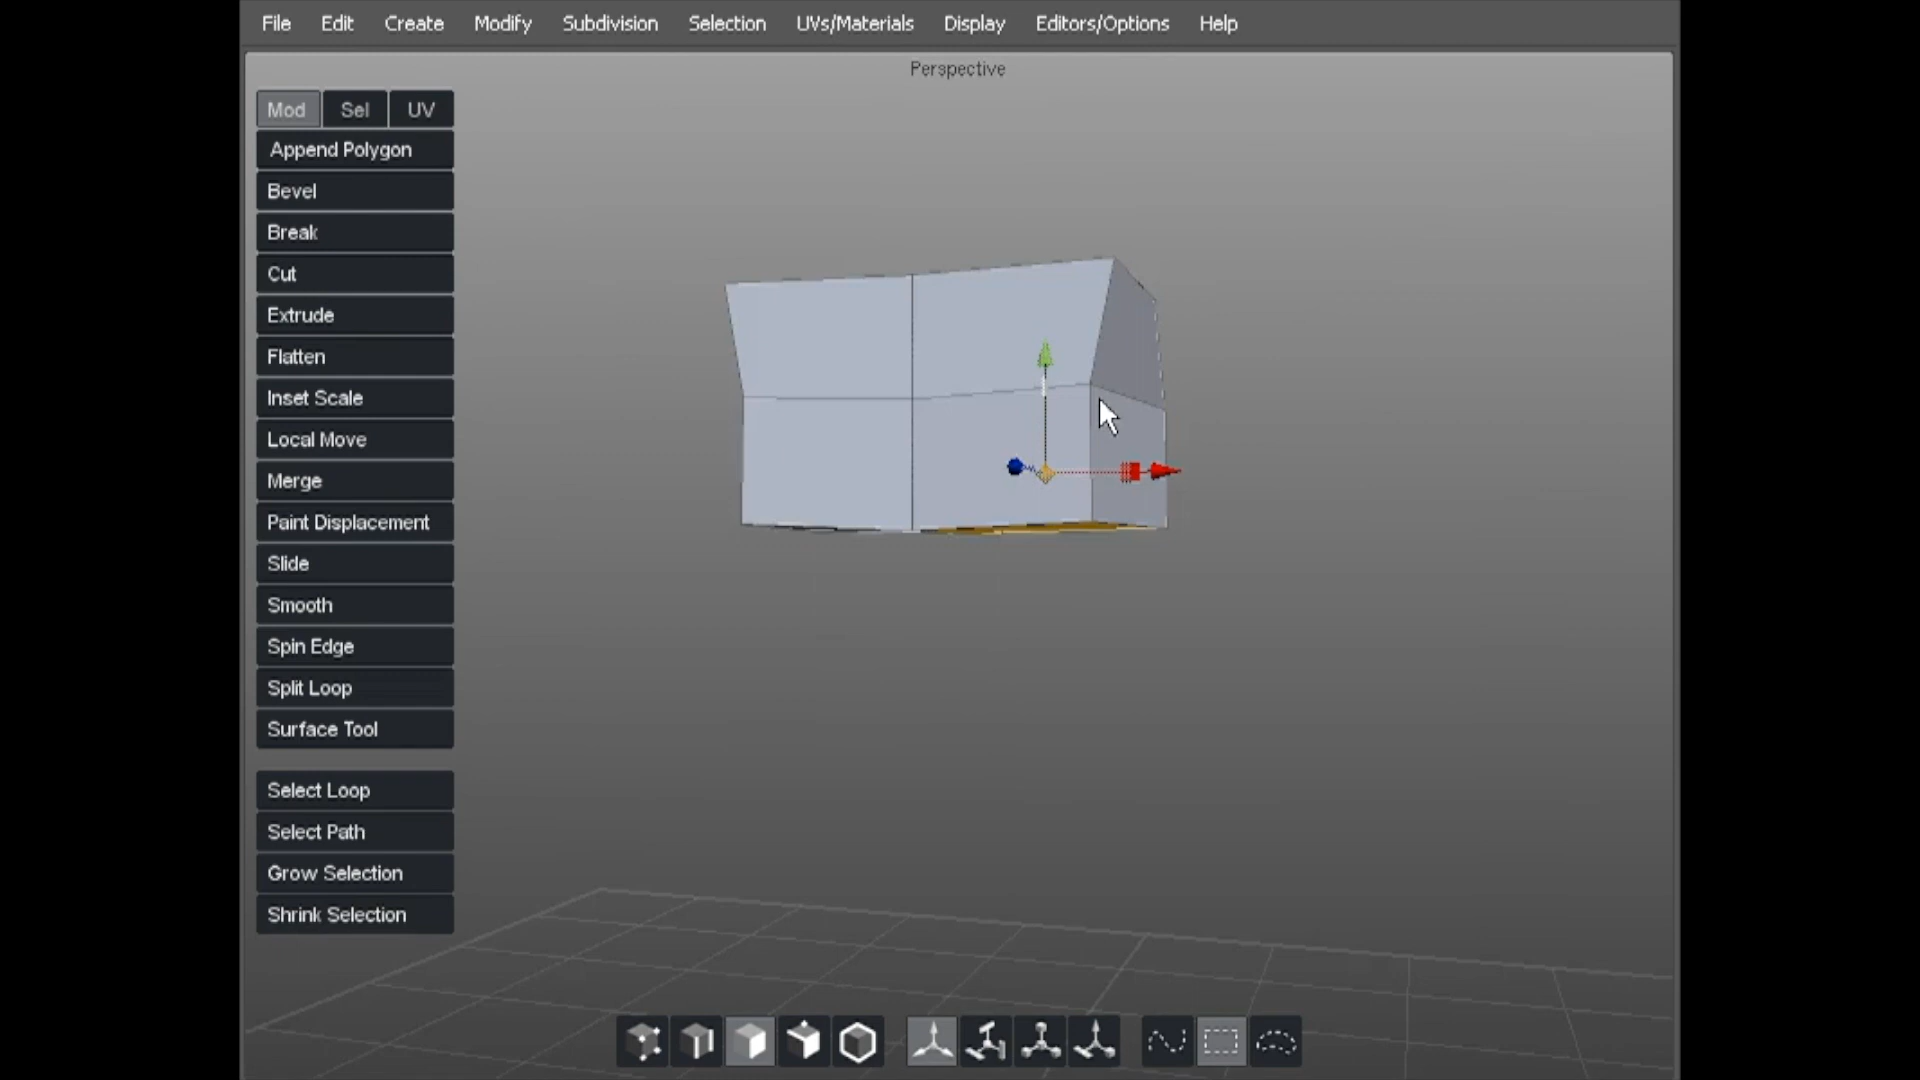 File Edit Create Modify Subdivision Selection UVs/Materials Display Editors/Options Help
Perspective
Mod Sel UV
Append Polygon
Bevel
Break
Cut
Extrude
Flatten
Inset Scale
Local Move
Merge
Paint Displacement
Slide
Smooth
Spin Edge
Split Loop
Surface Tool
Select Loop
Select Path
Grow Selection
Shrink Selection